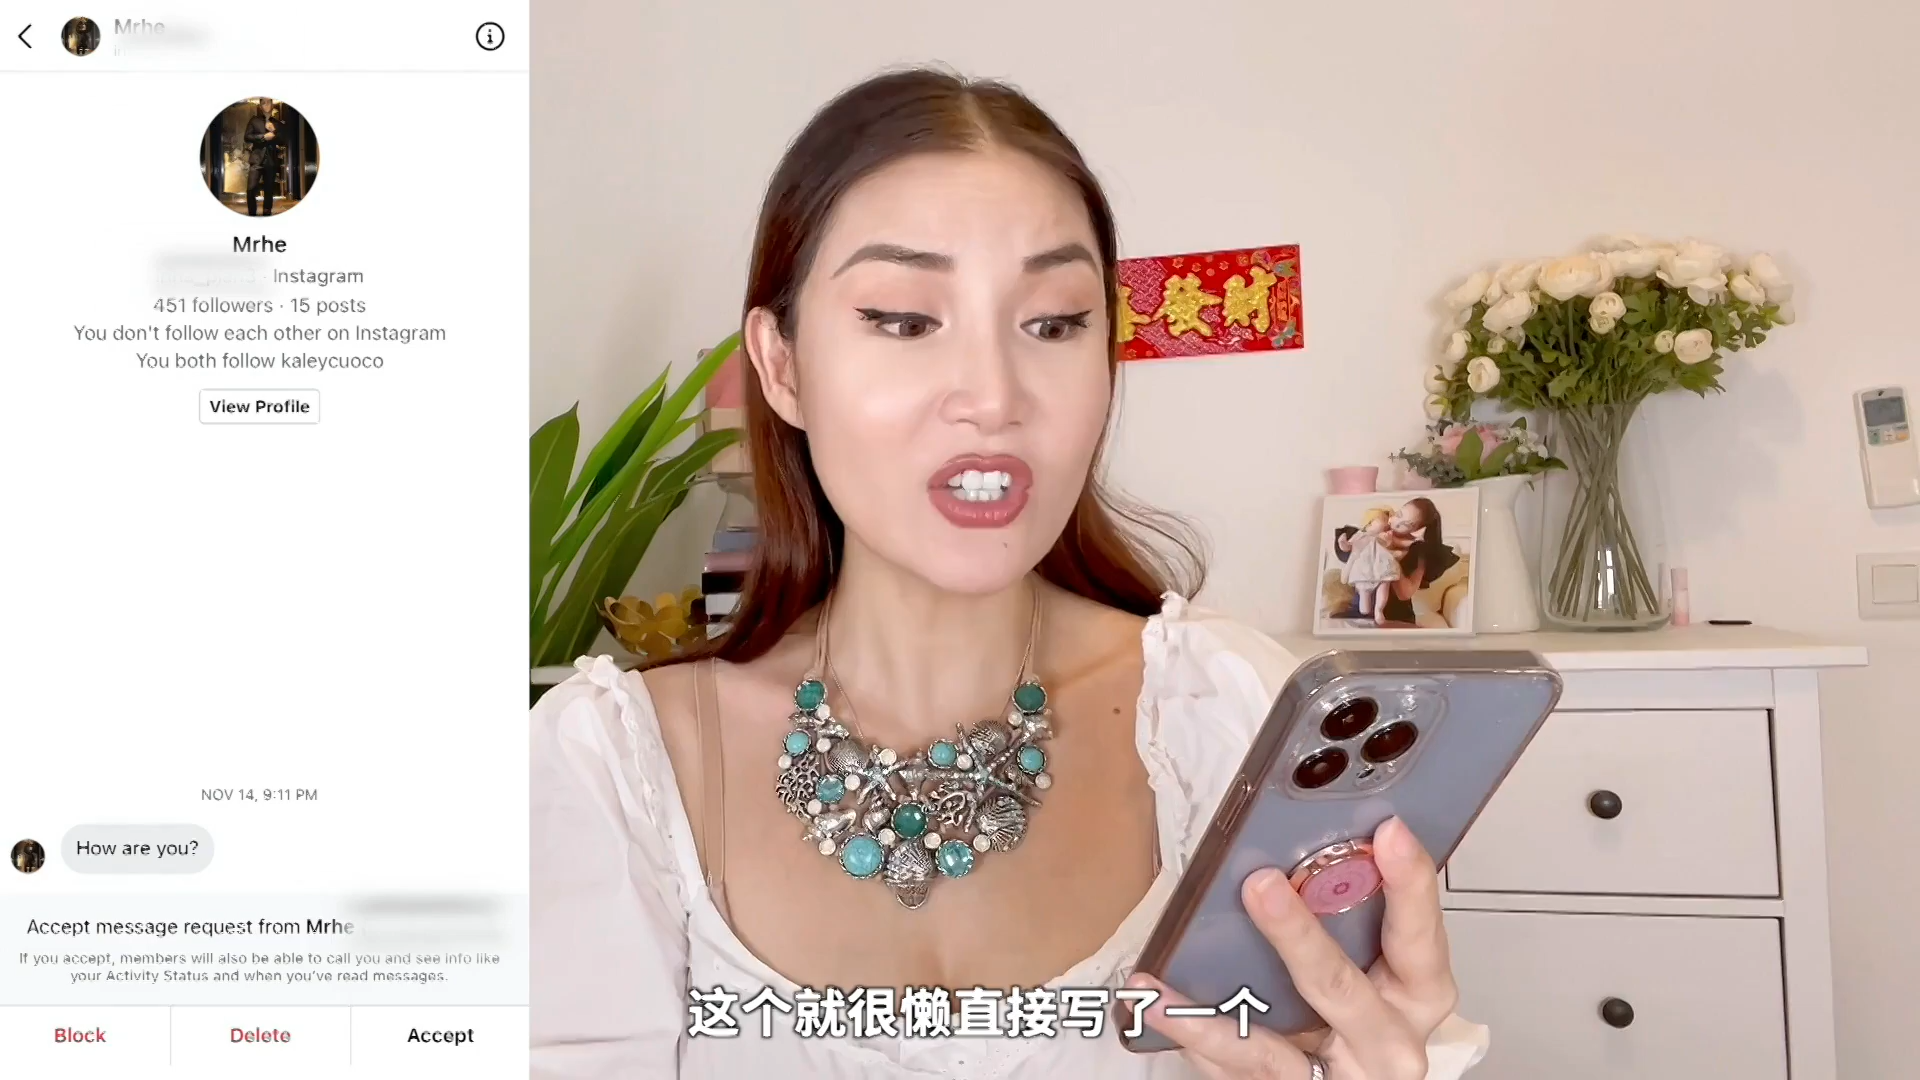 Mrhe
Mrhe
· Instagram
451 followers · 15 posts
You don't follow each other on Instagram
You both follow kaleycuoco
View Profile
NOV 14, 9:11 PM
How are you?
Accept message request from Mrhe
If you accept, members will also be able to call you and see info like
your Activity Status and when you've read messages.
Block
Delete
Accept
發財
这个就很懒直接写了一个